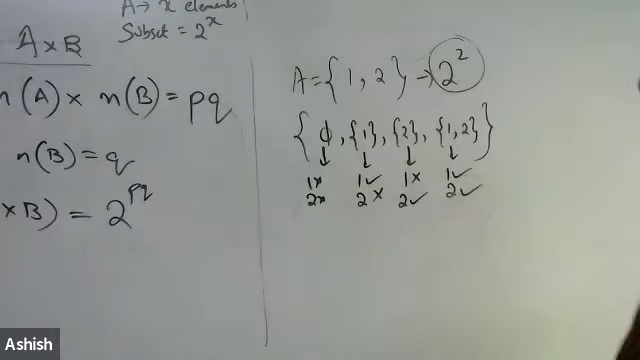 A → x elements
Subset = 2^x
A × B
n(A) × n(B) = pq
n(B) = q
× B) = 2^pq
A = {1, 2} → 2^2
{ϕ, {1}, {2}, {1, 2}}
↓ ↓ ↓ ↓
1× 1✓ 1× 1✓
2× 2× 2✓ 2✓
Ashish